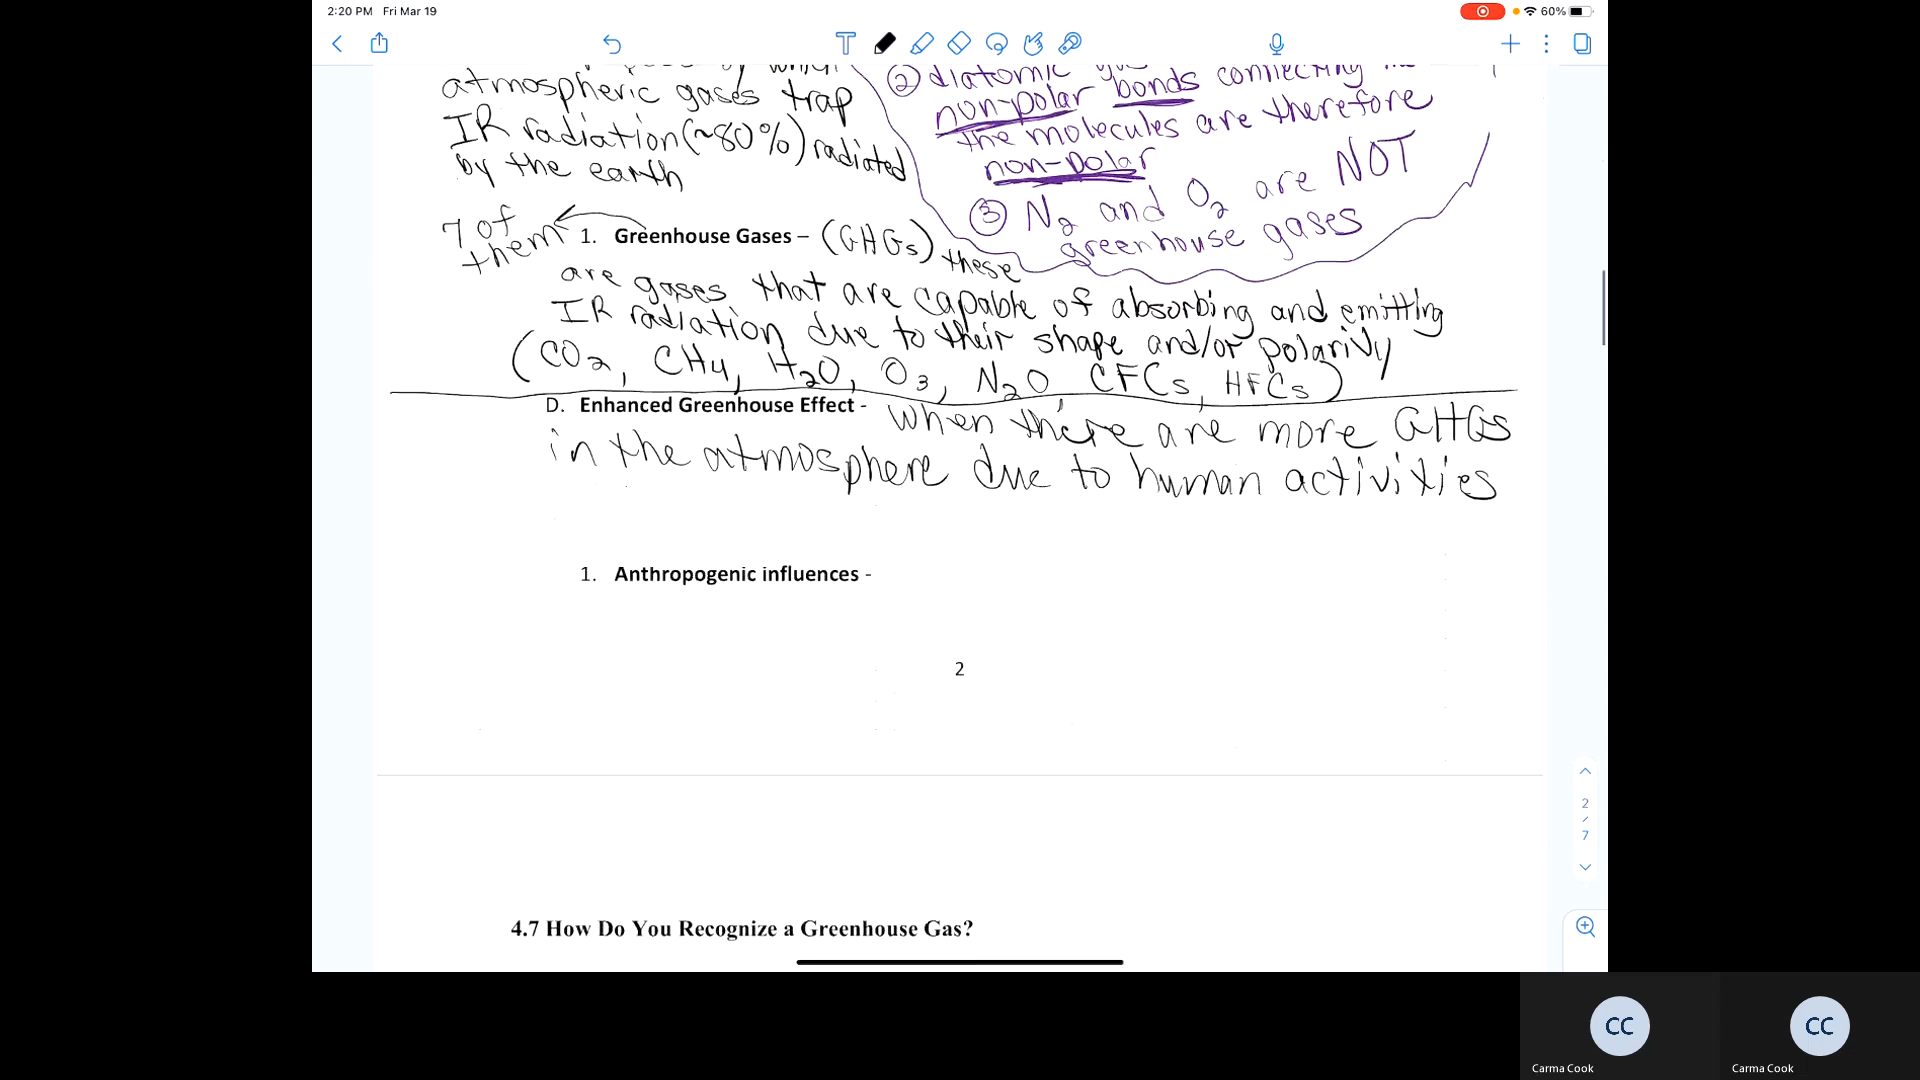 2:20 PM Fri Mar 19
60%
by which
atmospheric gases trap
IR radiation (~80%) radiated
by the earth
② diatomic
bonds connecting
non-polar
the molecules are therefore
non-polar
③ N2 and O2 are NOT
greenhouse gases
7 of
them
1. Greenhouse Gases – (GHGs) these
are gases that are capable of absorbing and emitting
IR radiation due to their shape and/or polarity
(CO2, CH4, H2O, O3, N2O, CFCs, HFCs)
D. Enhanced Greenhouse Effect - When there are more GHGs
in the atmosphere due to human activities
1. Anthropogenic influences -
2
2
/
7
4.7 How Do You Recognize a Greenhouse Gas?
CC
CC
Carma Cook
Carma Cook